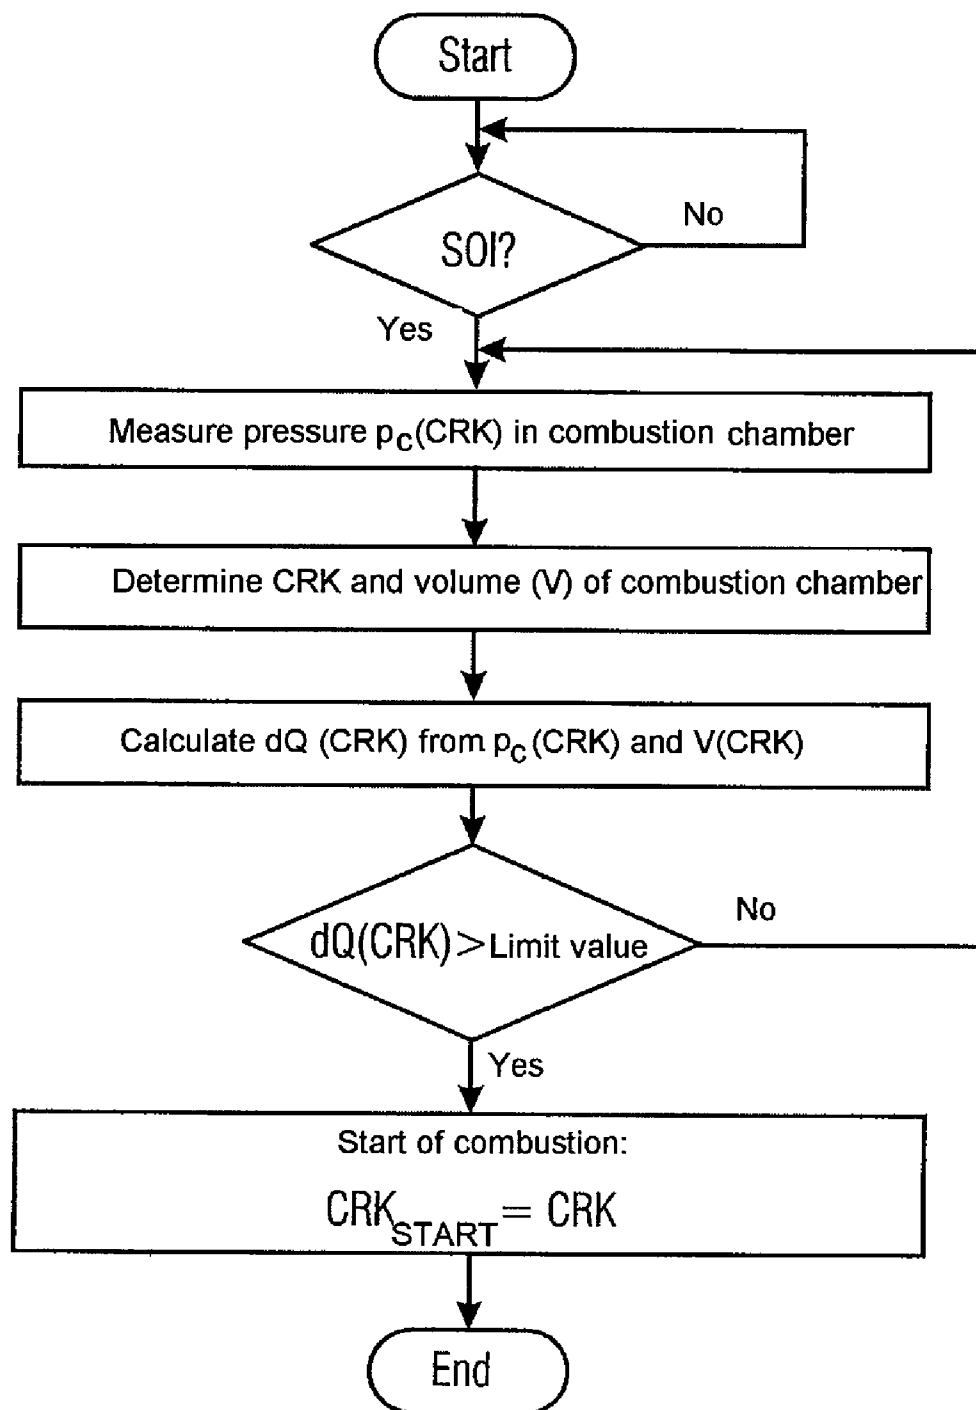 Start
No
SOI?
Yes
Measure pressure pC(CRK) in combustion chamber
Determine CRK and volume (V) of combustion chamber
Calculate dQ (CRK) from pC(CRK) and V(CRK)
No
dQ(CRK)>Limit value
Yes
Start of combustion:
CRKSTART= CRK
End